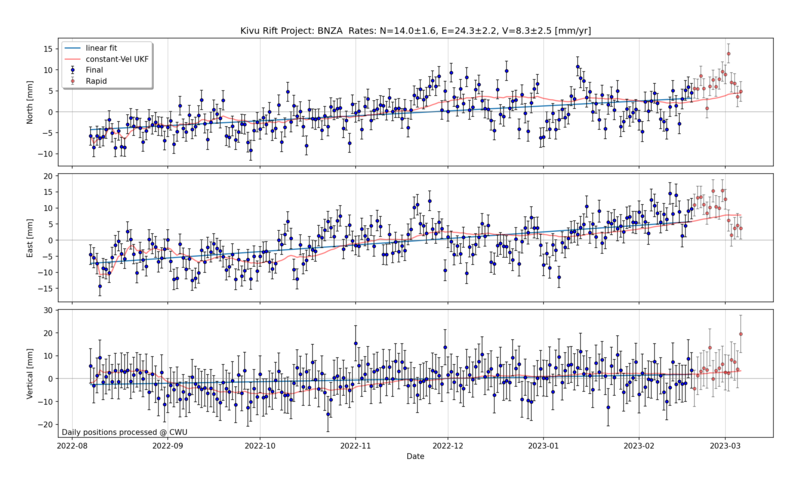 Kivu Rift Project: BNZA  Rates: N=14.0±1.6, E=24.3±2.2, V=8.3±2.5 [mm/yr]
linear fit
constant-Vel UKF
Final
Rapid
North [mm]
15
10
5
0
−5
−10
East [mm]
20
15
10
5
0
−5
−10
−15
Vertical [mm]
30
20
10
0
−10
−20
Daily positions processed @ CWU
2022-08
2022-09
2022-10
2022-11
2022-12
2023-01
2023-02
2023-03
Date